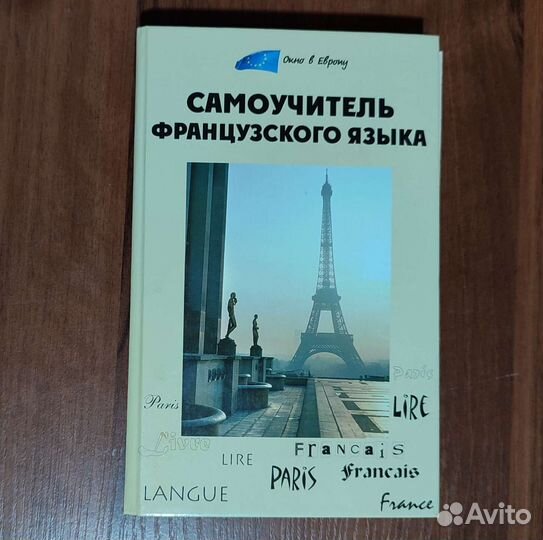 Окно в Европу
САМОУЧИТЕЛЬ
ФРАНЦУЗСКОГО ЯЗЫКА
Paris
Paris
LIRE
Livre
LIRE
Francais
PARIS
Francais
LANGUE
France
Avito